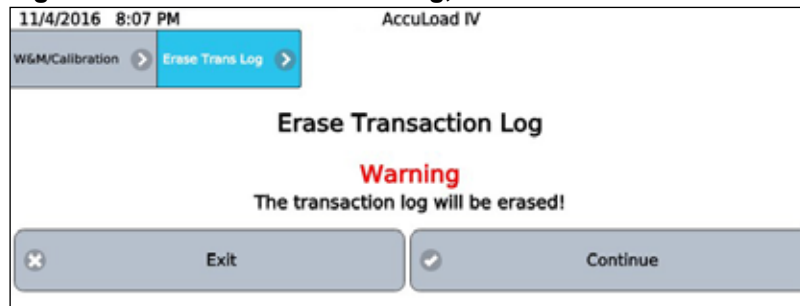 11/4/2016 8:07 PM AccuLoad IV
W&M/Calibration Erase Trans Log
Erase Transaction Log
Warning
The transaction log will be erased!
Exit Continue